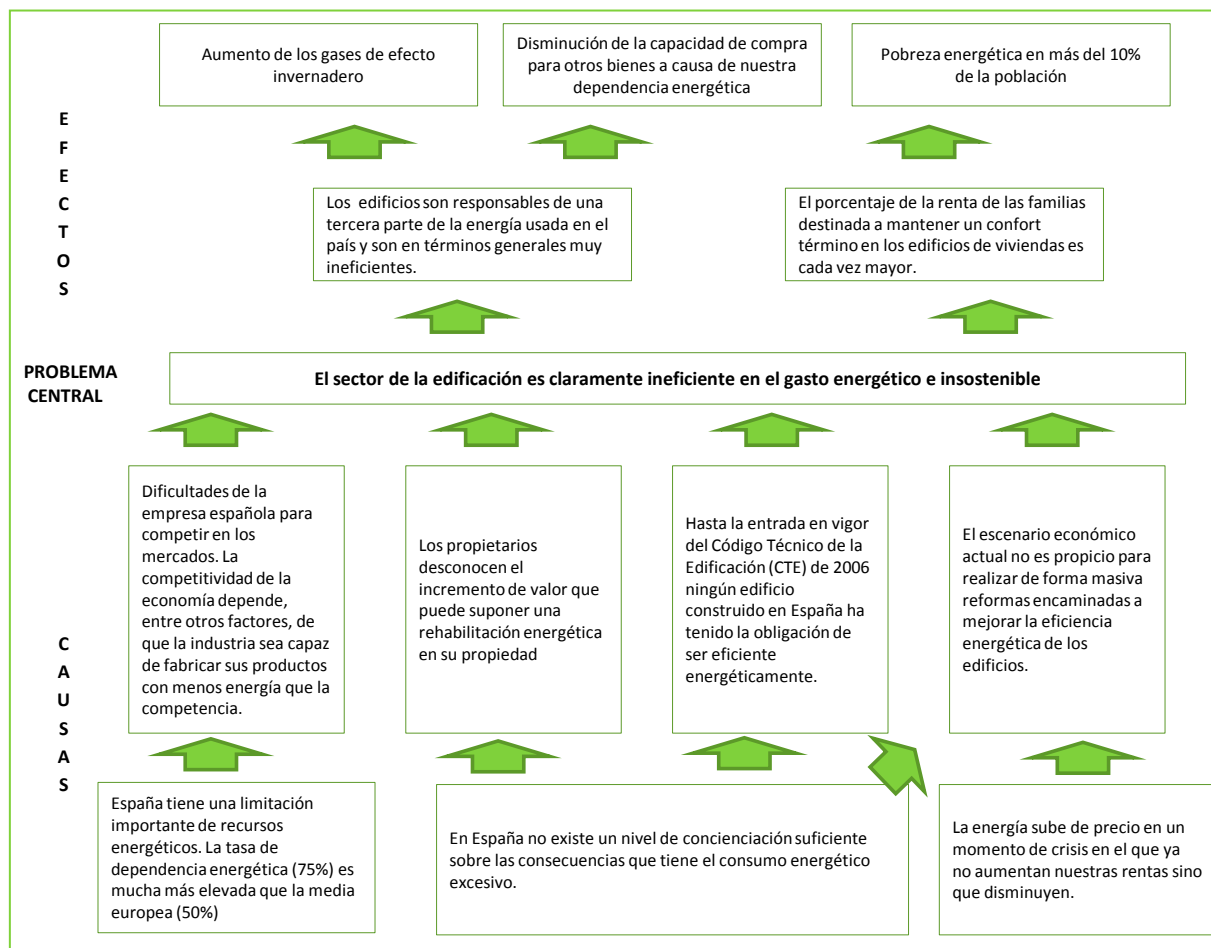 Aumento de los gases de efecto
invernadero
Disminución de la capacidad de compra
para otros bienes a causa de nuestra
dependencia energética
Pobreza energética en más del 10%
de la población
E
F
E
C
T
O
S
Los edificios son responsables de una
tercera parte de la energía usada en el
país y son en términos generales muy
ineficientes.
El porcentaje de la renta de las familias
destinada a mantener un confort
término en los edificios de viviendas es
cada vez mayor.
PROBLEMA
CENTRAL
El sector de la edificación es claramente ineficiente en el gasto energético e insostenible
C
A
U
S
A
S
Dificultades de la
empresa española para
competir en los
mercados. La
competitividad de la
economía depende,
entre otros factores, de
que la industria sea capaz
de fabricar sus productos
con menos energía que la
competencia.
Los propietarios
desconocen el
incremento de valor que
puede suponer una
rehabilitación energética
en su propiedad
Hasta la entrada en vigor
del Código Técnico de la
Edificación (CTE) de 2006
ningún edificio
construido en España ha
tenido la obligación de
ser eficiente
energéticamente.
El escenario económico
actual no es propicio para
realizar de forma masiva
reformas encaminadas a
mejorar la eficiencia
energética de los
edificios.
España tiene una limitación
importante de recursos
energéticos. La tasa de
dependencia energética (75%) es
mucha más elevada que la media
europea (50%)
En España no existe un nivel de concienciación suficiente
sobre las consecuencias que tiene el consumo energético
excesivo.
La energía sube de precio en un
momento de crisis en el que ya
no aumentan nuestras rentas sino
que disminuyen.